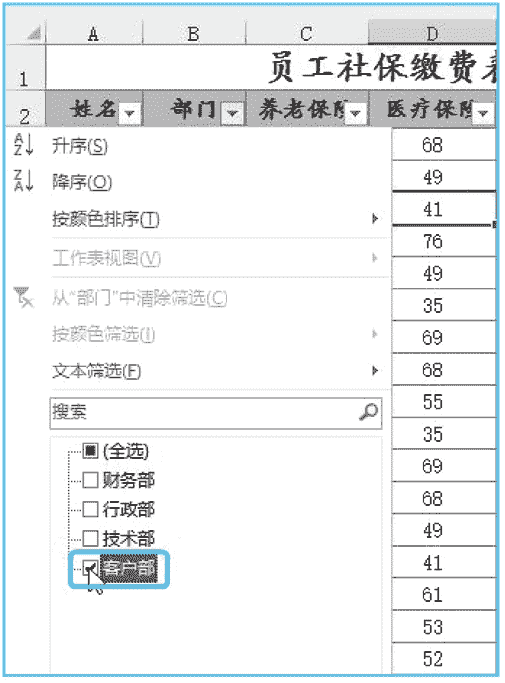 A B C D
1 员工社保缴费表
2 姓名 部门 养老保险 医疗保险
升序(S) 68
降序(O) 49
按颜色排序(T) 41
76
工作表视图(V) 49
从“部门”中清除筛选(C) 35
按颜色筛选(I) 69
文本筛选(F) 68
搜索 55
35
(全选) 69
财务部 68
行政部 49
技术部 41
客户部 61
53
52